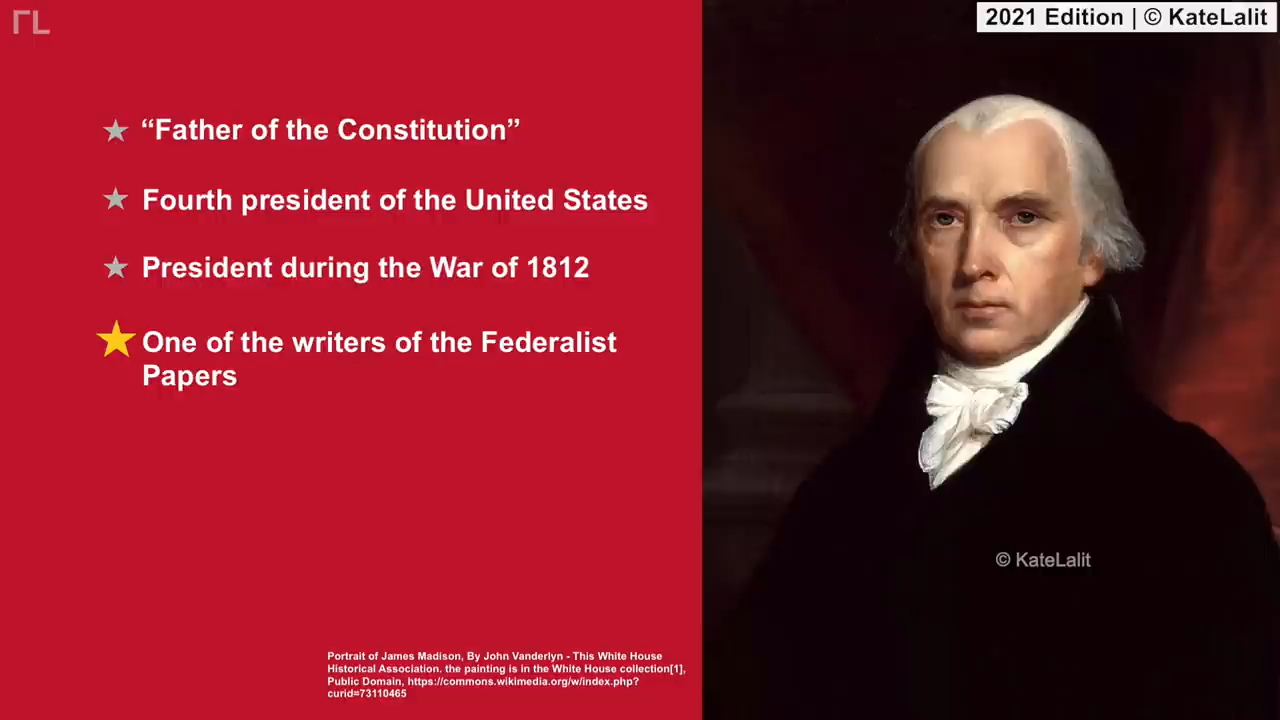 ГL
2021 Edition | © KateLalit
“Father of the Constitution”
Fourth president of the United States
President during the War of 1812
One of the writers of the Federalist
Papers
© KateLalit
Portrait of James Madison, By John Vanderlyn - This White House
Historical Association. the painting is in the White House collection[1],
Public Domain, https://commons.wikimedia.org/w/index.php?
curid=73110465